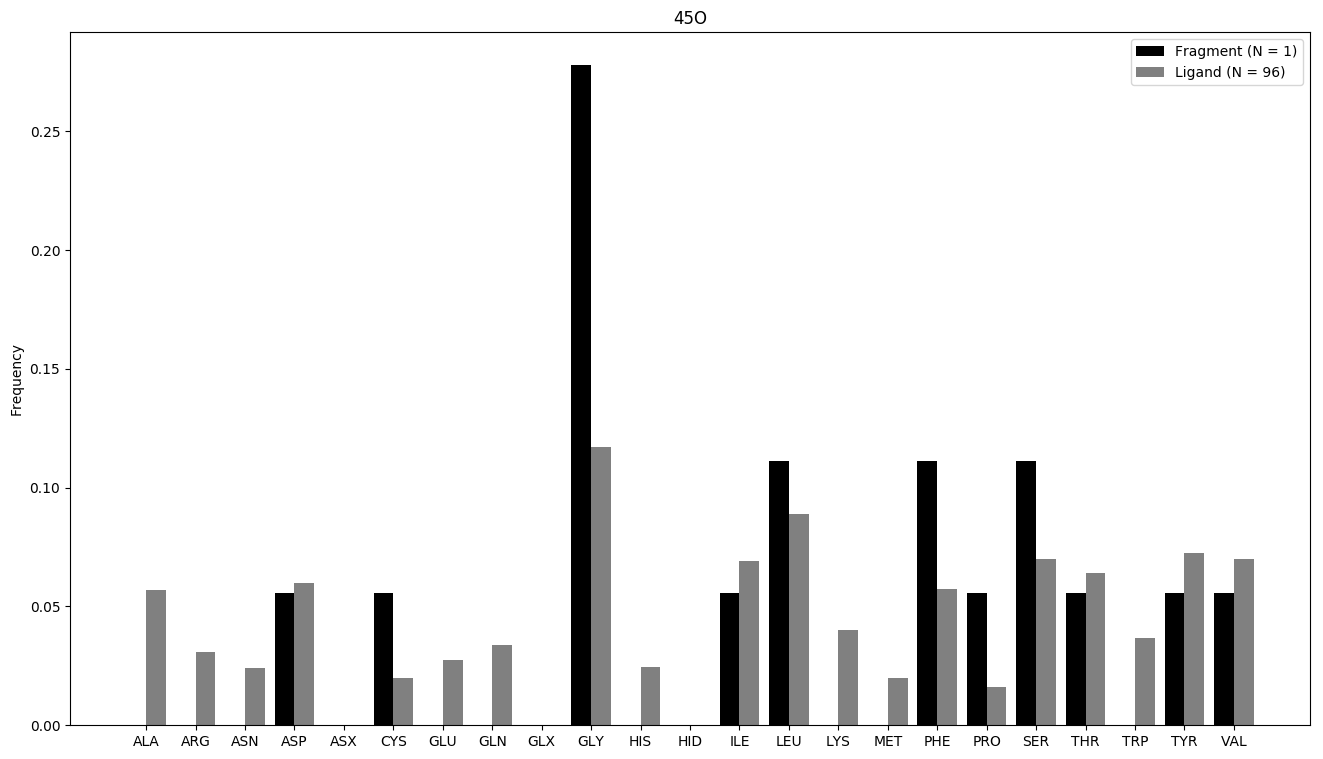 45O
Fragment (N = 1)
Ligand (N = 96)
Frequency
0.25
0.20
0.15
0.10
0.05
0.00
ALA ARG ASN ASP ASX CYS GLU GLN GLX GLY HIS HID ILE LEU LYS MET PHE PRO SER THR TRP TYR VAL